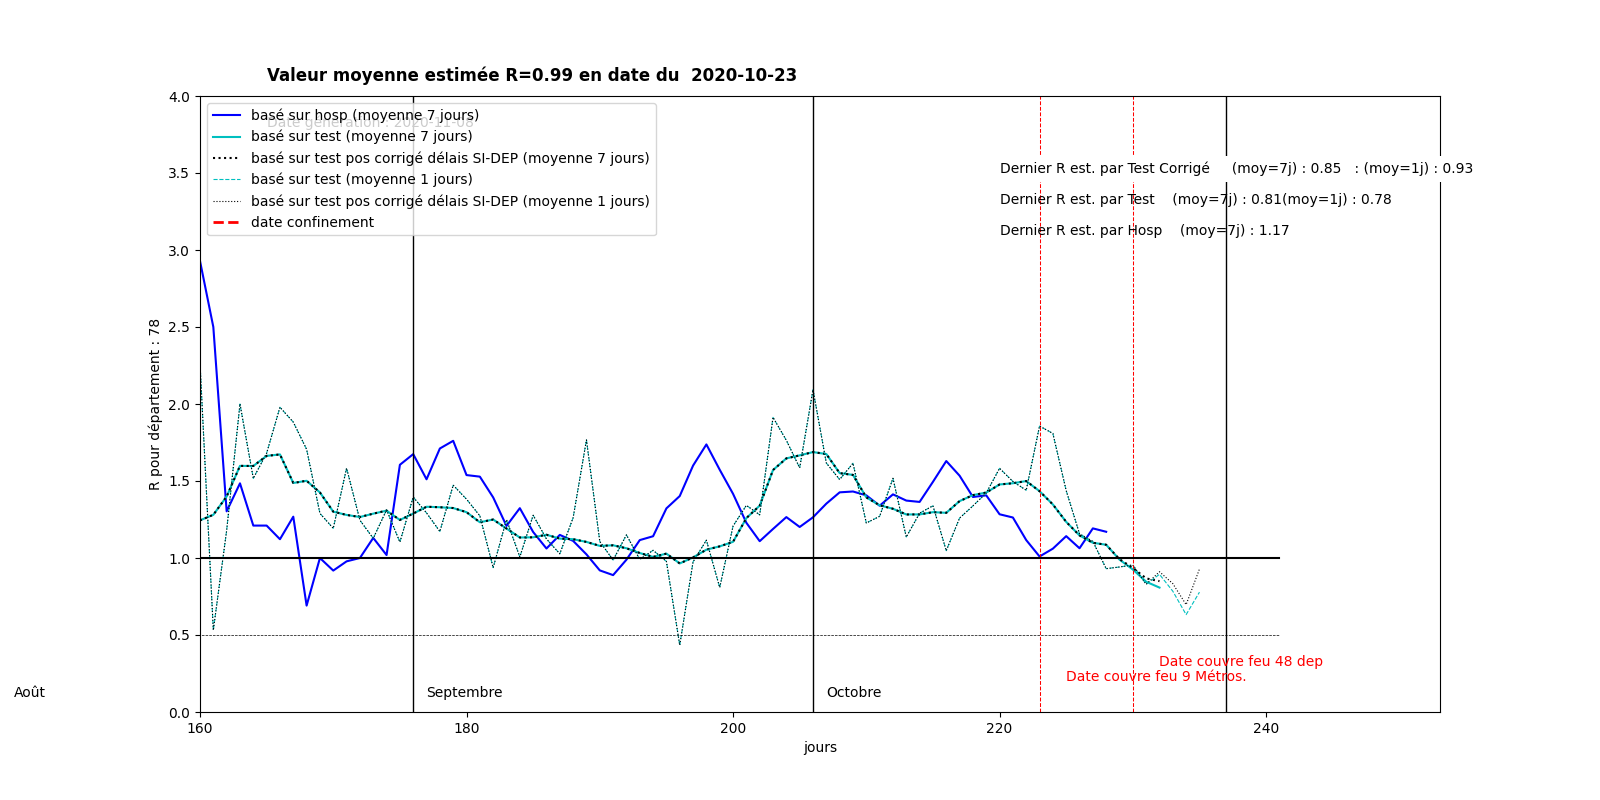 Valeur moyenne estimée R=0.99 en date du  2020-10-23
Date génération : 2020-11-08
basé sur hosp (moyenne 7 jours)
basé sur test (moyenne 7 jours)
basé sur test pos corrigé délais SI-DEP (moyenne 7 jours)
basé sur test (moyenne 1 jours)
basé sur test pos corrigé délais SI-DEP (moyenne 1 jours)
date confinement
Dernier R est. par Test Corrigé     (moy=7j) : 0.85   : (moy=1j) : 0.93
Dernier R est. par Test    (moy=7j) : 0.81(moy=1j) : 0.78
Dernier R est. par Hosp    (moy=7j) : 1.17
R pour département : 78
4.0
3.5
3.0
2.5
2.0
1.5
1.0
0.5
0.0
Date couvre feu 48 dep
Date couvre feu 9 Métros.
Août
Septembre
Octobre
160
180
200
220
240
jours